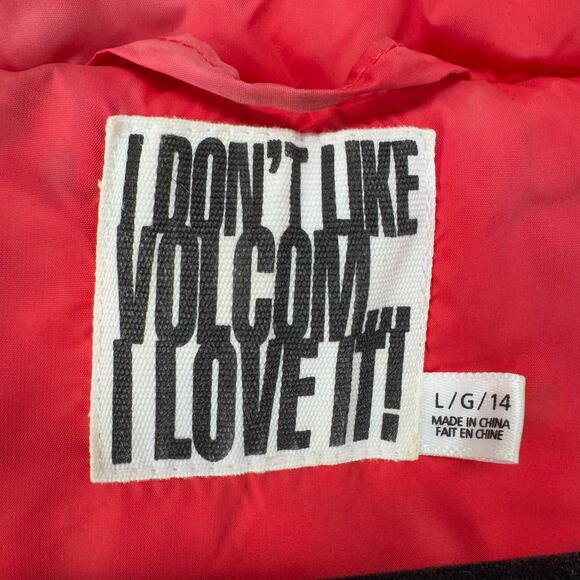 I DON'T LIKE
VOLCOM
I LOVE IT!
L/G/14
MADE IN CHINA
FAIT EN CHINE